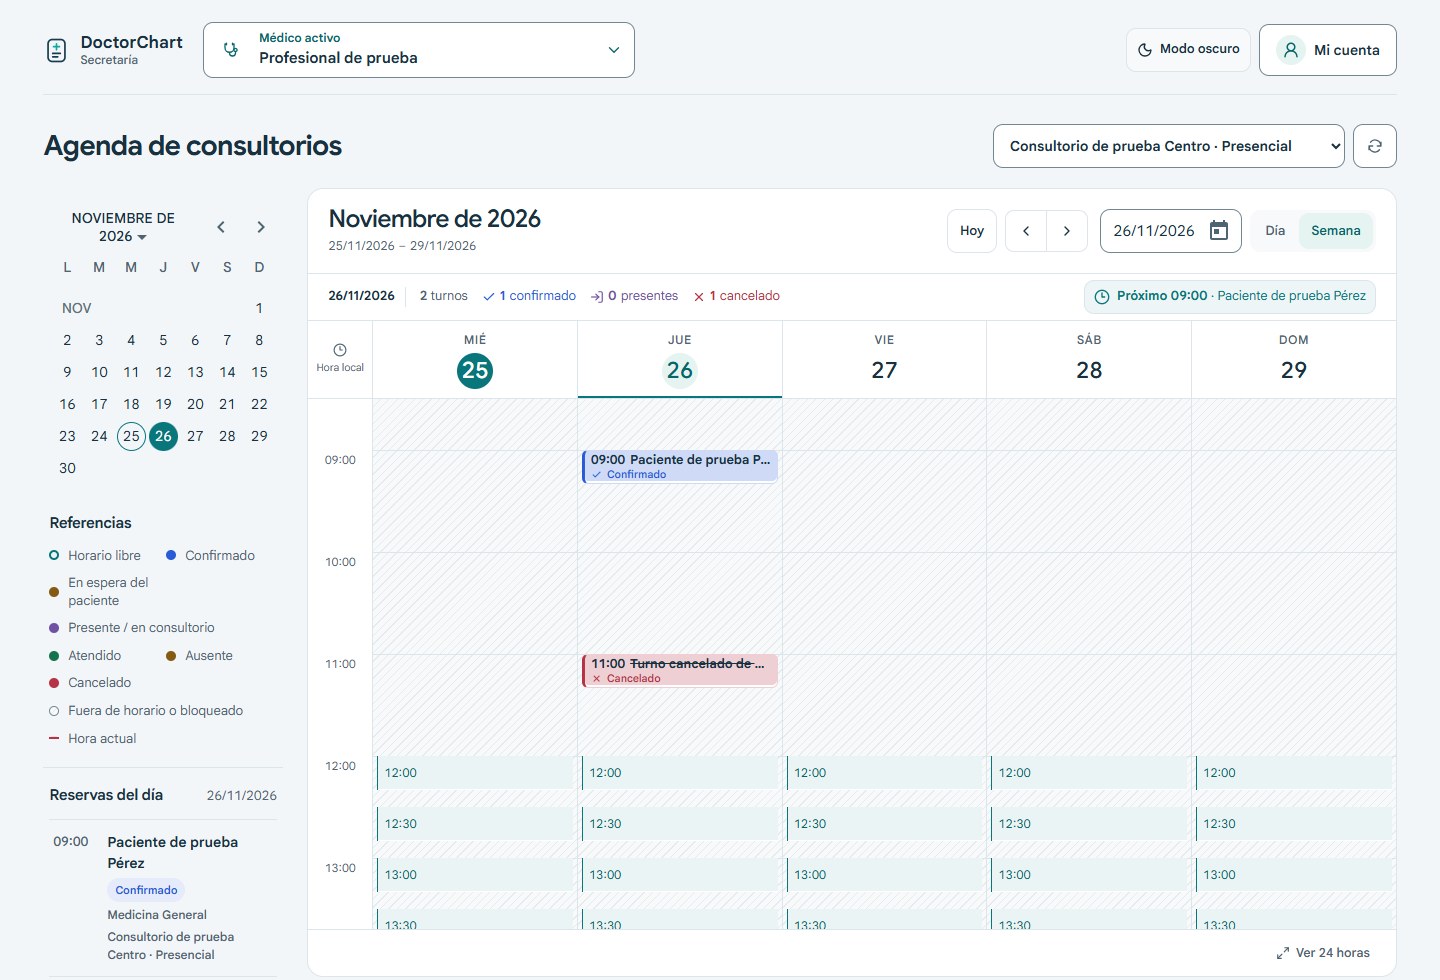 DoctorChart
Secretaría
Médico activo
Profesional de prueba
Modo oscuro
Mi cuenta
Agenda de consultorios
Consultorio de prueba Centro · Presencial
NOVIEMBRE DE
2026
L M M J V S D
NOV 1
2 3 4 5 6 7 8
9 10 11 12 13 14 15
16 17 18 19 20 21 22
23 24 25 26 27 28 29
30
Referencias
Horario libre Confirmado
En espera del
paciente
Presente / en consultorio
Atendido Ausente
Cancelado
Fuera de horario o bloqueado
Hora actual
Reservas del día 26/11/2026
09:00 Paciente de prueba
Pérez
Confirmado
Medicina General
Consultorio de prueba
Centro · Presencial
Noviembre de 2026
25/11/2026 – 29/11/2026
Hoy
26/11/2026
Día Semana
26/11/2026 2 turnos 1 confirmado 0 presentes 1 cancelado
Próximo 09:00 · Paciente de prueba Pérez
Hora local
MIÉ JUE VIE SÁB DOM
25 26 27 28 29
09:00
09:00 Paciente de prueba P...
Confirmado
10:00
11:00
11:00 Turno cancelado de ...
Cancelado
12:00
12:00 12:00 12:00 12:00 12:00
12:30 12:30 12:30 12:30 12:30
13:00
13:00 13:00 13:00 13:00 13:00
13:30 13:30 13:30 13:30 13:30
Ver 24 horas